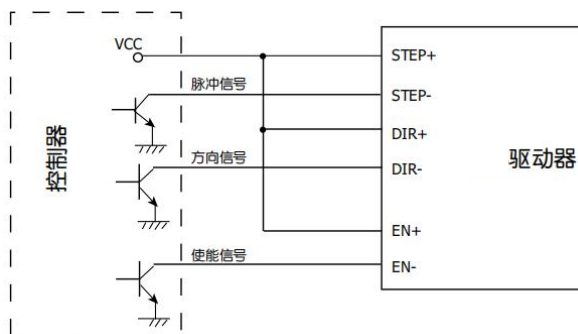 VCC
STEP+
脉冲信号
STEP-
DIR+
控制器
驱动器
方向信号
DIR-
EN+
使能信号
EN-